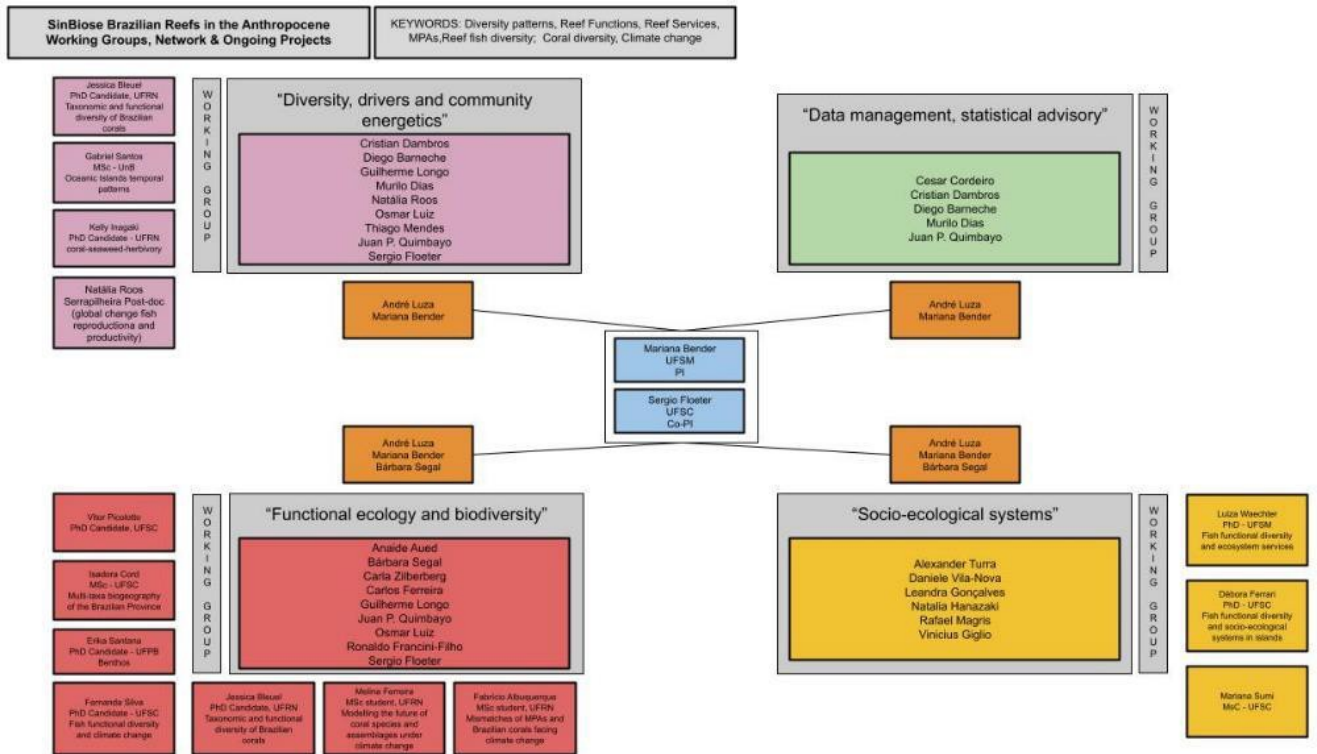 SinBiose Brazilian Reefs in the Anthropocene
Working Groups, Network & Ongoing Projects
KEYWORDS: Diversity patterns, Reef Functions, Reef Services,
MPAs,Reef fish diversity; Coral diversity, Climate change
Jessica Bleuel
PhD Candidate, UFRN
Taxonomic and functional
diversity of Brazilian
corals
Gabriel Santos
MSc - UnB
Oceanic Islands temporal
patterns
Kelly Inagaki
PhD Candidate - UFRN
coral-seaweed-herbivory
Natália Roos
Serrapilheira Post-doc
(global change fish
reproductiona and
productivity)
WORKING GROUP
"Diversity, drivers and community
energetics"
Cristian Dambros
Diego Barneche
Guilherme Longo
Murilo Dias
Natália Roos
Osmar Luiz
Thiago Mendes
Juan P. Quimbayo
Sergio Floeter
"Data management, statistical advisory"
Cesar Cordeiro
Cristian Dambros
Diego Barneche
Murilo Dias
Juan P. Quimbayo
WORKING GROUP
André Luza
Mariana Bender
André Luza
Mariana Bender
Mariana Bender
UFSM
PI
Sergio Floeter
UFSC
Co-PI
André Luza
Mariana Bender
Bárbara Segal
André Luza
Mariana Bender
Bárbara Segal
Vitor Picolotto
PhD Candidate, UFSC
Isadora Cord
MSc - UFSC
Multi-taxa biogeography
of the Brazilian Province
Erika Santana
PhD Candidate - UFPB
Benthos
Fernanda Silva
PhD Candidate - UFSC
Fish functional diversity
and climate change
WORKING GROUP
"Functional ecology and biodiversity"
Anaide Aued
Bárbara Segal
Carla Zilberberg
Carlos Ferreira
Guilherme Longo
Juan P. Quimbayo
Osmar Luiz
Ronaldo Francini-Filho
Sergio Floeter
Jessica Bleuel
PhD Candidate, UFRN
Taxonomic and functional
diversity of Brazilian
corals
Melina Ferreira
MSc student, UFRN
Modelling the future of
coral species and
assemblages under
climate change
Fabricio Albuquerque
MSc student, UFRN
Mismatches of MPAs and
Brazilian corals facing
climate change
"Socio-ecological systems"
Alexander Turra
Daniele Vila-Nova
Leandra Gonçalves
Natalia Hanazaki
Rafael Magris
Vinicius Giglio
WORKING GROUP
Luiza Waechter
PhD - UFSM
Fish functional diversity
and ecosystem services
Débora Ferrari
PhD - UFSC
Fish functional diversity
and socio-ecological
systems in islands
Mariana Sumi
MsC - UFSC